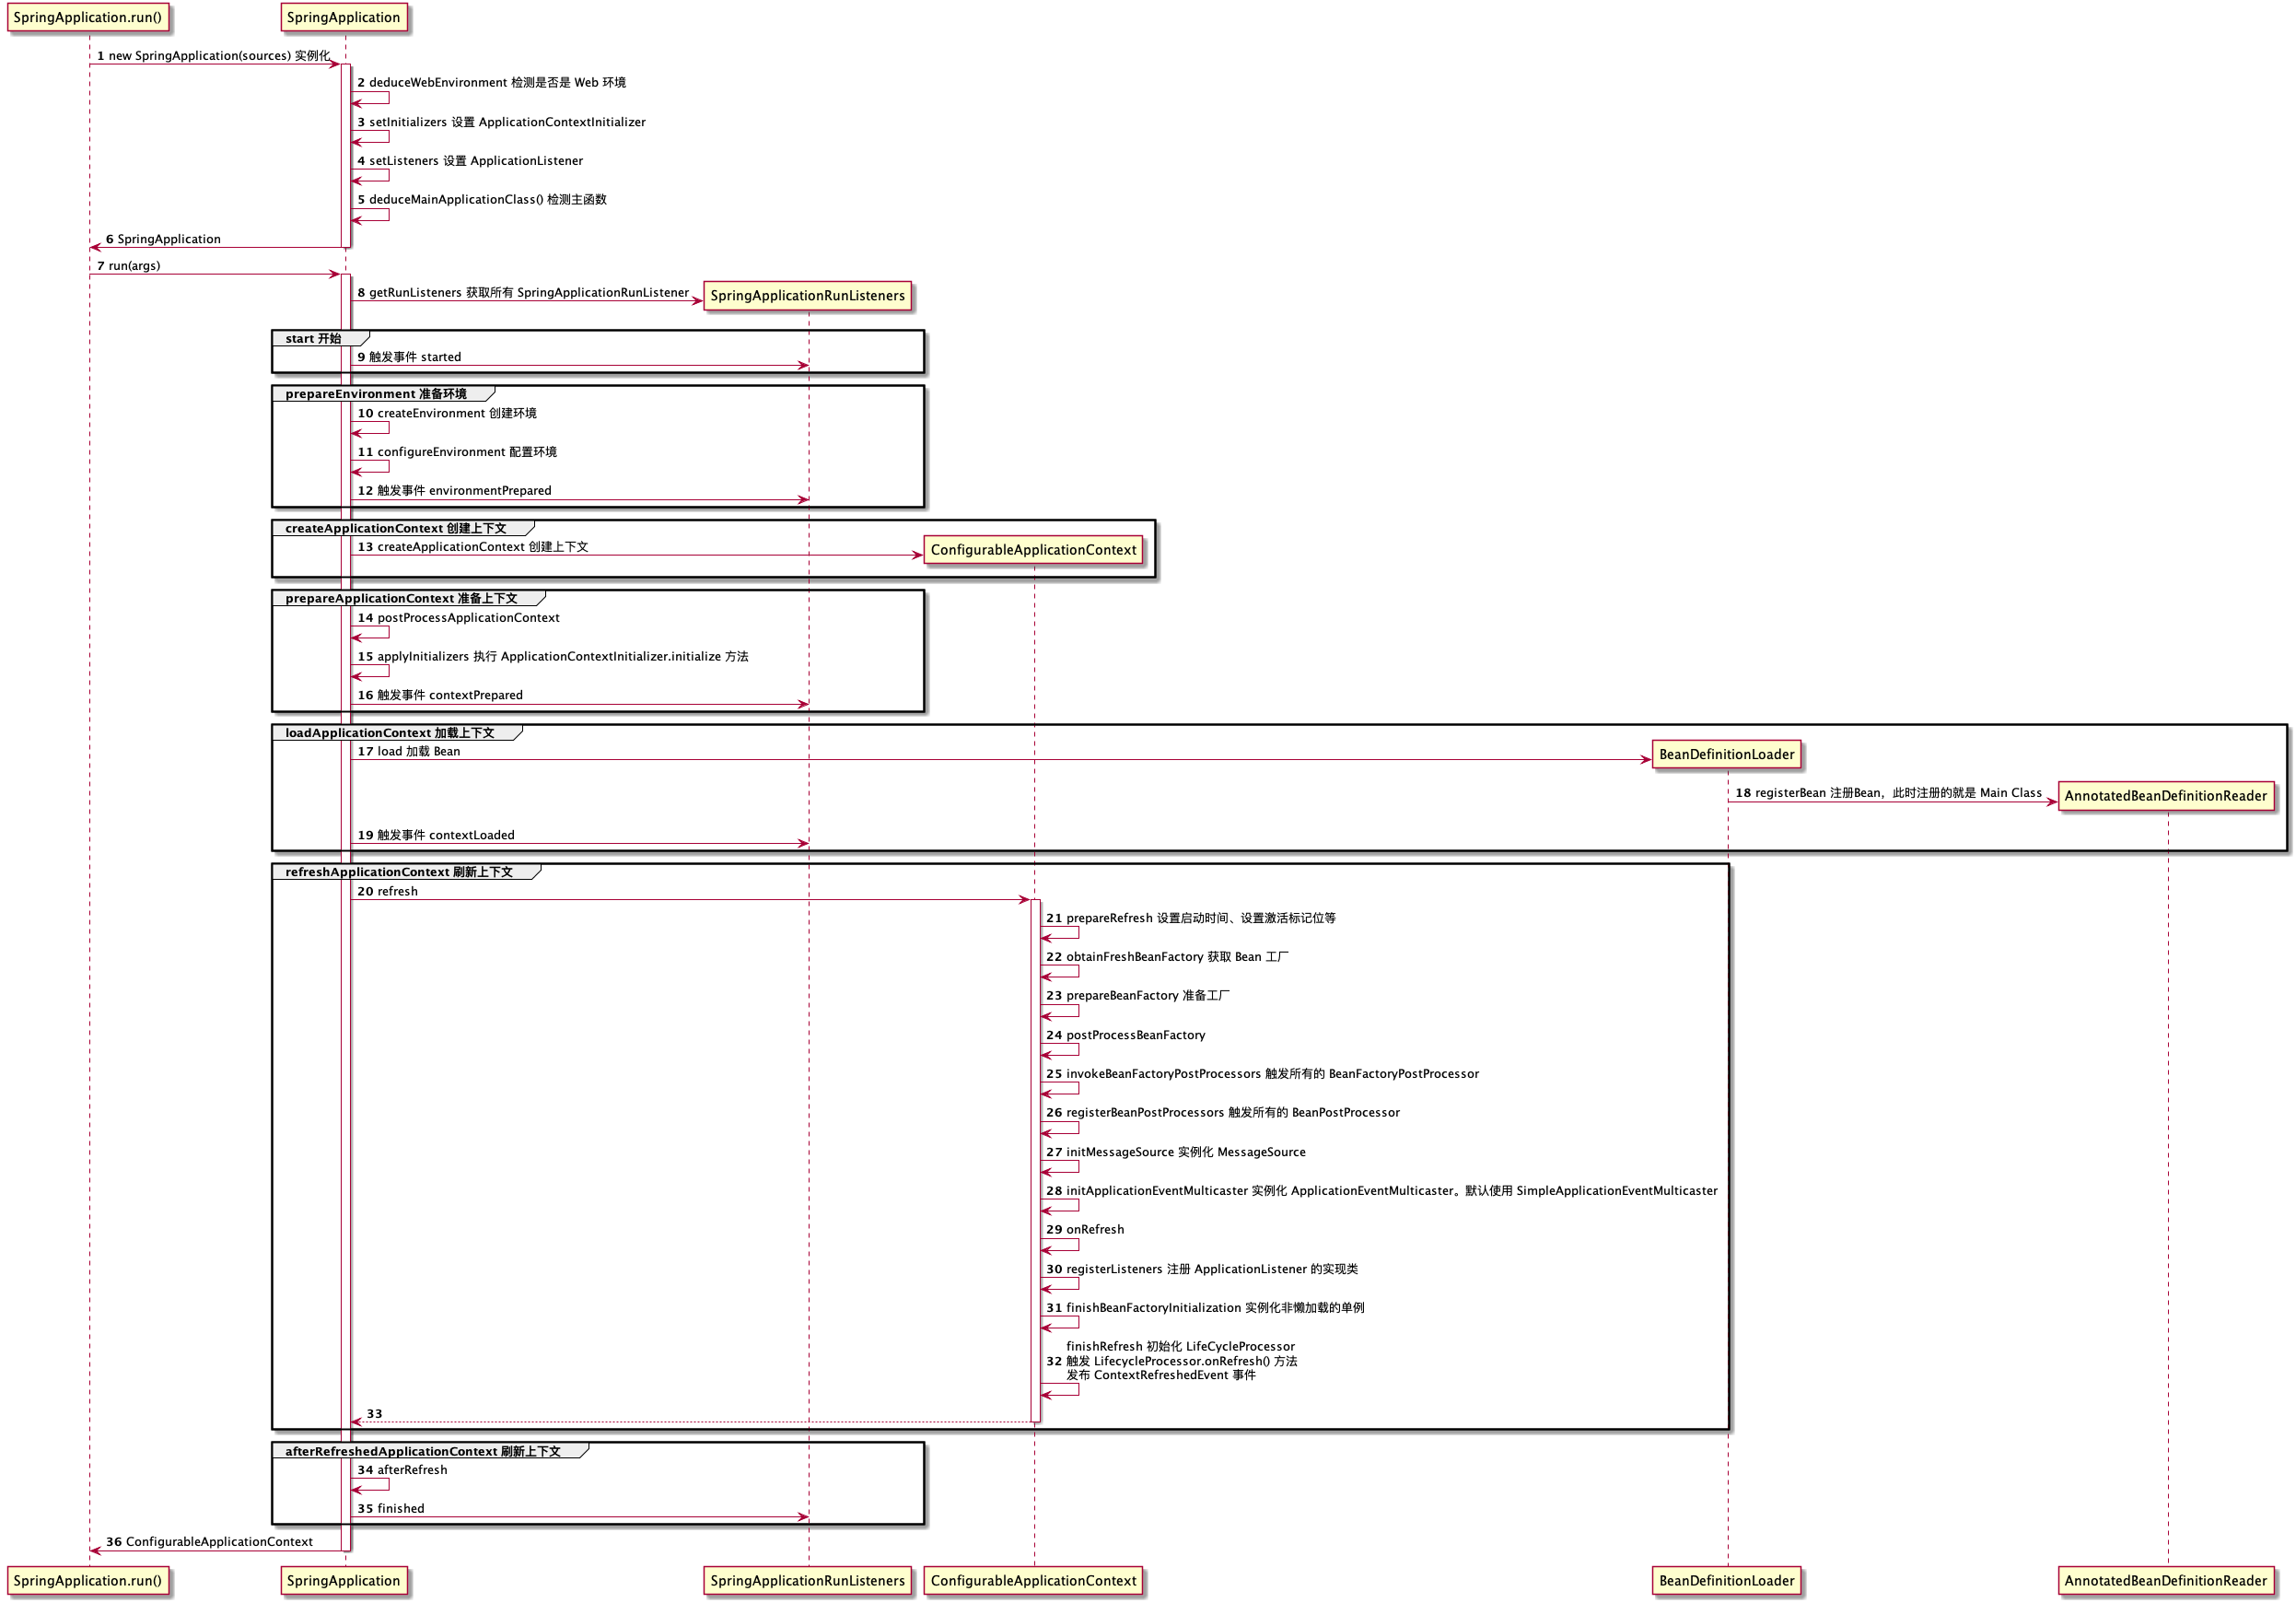 SpringApplication.run()
SpringApplication
1 new SpringApplication(sources) 实例化
2 deduceWebEnvironment 检测是否是 Web 环境
3 setInitializers 设置 ApplicationContextInitializer
4 setListeners 设置 ApplicationListener
5 deduceMainApplicationClass() 检测主函数
6 SpringApplication
7 run(args)
8 getRunListeners 获取所有 SpringApplicationRunListener
SpringApplicationRunListeners
start 开始
9 触发事件 started
prepareEnvironment 准备环境
10 createEnvironment 创建环境
11 configureEnvironment 配置环境
12 触发事件 environmentPrepared
createApplicationContext 创建上下文
13 createApplicationContext 创建上下文
ConfigurableApplicationContext
prepareApplicationContext 准备上下文
14 postProcessApplicationContext
15 applyInitializers 执行 ApplicationContextInitializer.initialize 方法
16 触发事件 contextPrepared
loadApplicationContext 加载上下文
17 load 加载 Bean
BeanDefinitionLoader
18 registerBean 注册Bean，此时注册的就是 Main Class
AnnotatedBeanDefinitionReader
19 触发事件 contextLoaded
refreshApplicationContext 刷新上下文
20 refresh
21 prepareRefresh 设置启动时间、设置激活标记位等
22 obtainFreshBeanFactory 获取 Bean 工厂
23 prepareBeanFactory 准备工厂
24 postProcessBeanFactory
25 invokeBeanFactoryPostProcessors 触发所有的 BeanFactoryPostProcessor
26 registerBeanPostProcessors 触发所有的 BeanPostProcessor
27 initMessageSource 实例化 MessageSource
28 initApplicationEventMulticaster 实例化 ApplicationEventMulticaster。默认使用 SimpleApplicationEventMulticaster
29 onRefresh
30 registerListeners 注册 ApplicationListener 的实现类
31 finishBeanFactoryInitialization 实例化非懒加载的单例
finishRefresh 初始化 LifeCycleProcessor
32 触发 LifecycleProcessor.onRefresh() 方法
发布 ContextRefreshedEvent 事件
33
afterRefreshedApplicationContext 刷新上下文
34 afterRefresh
35 finished
36 ConfigurableApplicationContext
SpringApplication.run()
SpringApplication
SpringApplicationRunListeners
ConfigurableApplicationContext
BeanDefinitionLoader
AnnotatedBeanDefinitionReader